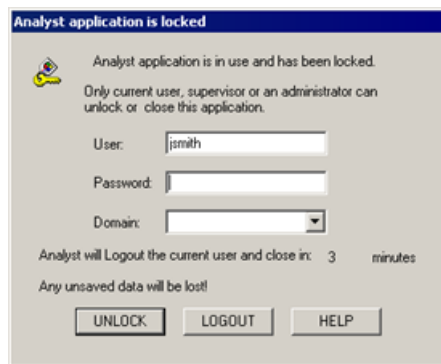 Analyst application is locked
Analyst application is in use and has been locked.
Only current user, supervisor or an administrator can
unlock or close this application.
User: jsmith
Password:
Domain:
Analyst will Logout the current user and close in: 3 minutes
Any unsaved data will be lost!
UNLOCK LOGOUT HELP